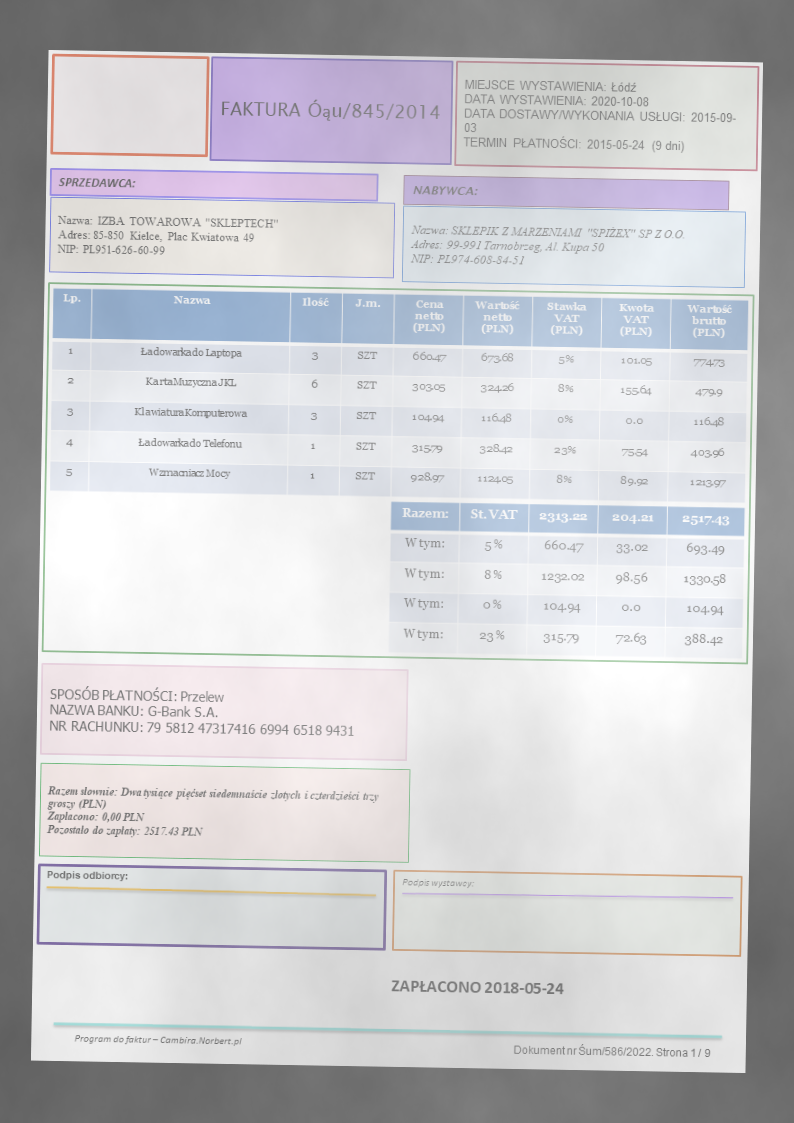 FAKTURA Óąu/845/2014
MIEJSCE WYSTAWIENIA: Łódź
DATA WYSTAWIENIA: 2020-10-08
DATA DOSTAWY/WYKONANIA USŁUGI: 2015-09-
03
TERMIN PŁATNOŚCI: 2015-05-24 (9 dni)
SPRZEDAWCA:
Nazwa: IZBA TOWAROWA "SKLEPTECH"
Adres: 85-850 Kielce, Plac Kwiatowa 49
NIP: PL951-626-60-99
NABYWCA:
Nazwa: SKLEPIK Z MARZENIAMI "SPIŻEX" SP Z O.O.
Adres: 99-991 Tarnobrzeg, Al. Kupa 50
NIP: PL974-608-84-51
Lp. Nazwa Ilość J.m. Cena netto (PLN) Wartość netto (PLN) Stawka VAT (PLN) Kwota VAT (PLN) Wartość brutto (PLN)
1 Ładowarka do Laptopa 3 SZT 660.47 673.68 5% 101.05 774.73
2 Karta Muzyczna JKL 6 SZT 303.05 324.26 8% 155.64 479.9
3 Klawiatura Komputerowa 3 SZT 104.94 116.48 0% 0.0 116.48
4 Ładowarka do Telefonu 1 SZT 315.79 328.42 23% 75.54 403.96
5 Wzmacniacz Mocy 1 SZT 928.97 1124.05 8% 89.92 1213.97
Razem: St. VAT 2313.22 204.21 2517.43
W tym: 5 % 660.47 33.02 693.49
W tym: 8 % 1232.02 98.56 1330.58
W tym: 0 % 104.94 0.0 104.94
W tym: 23 % 315.79 72.63 388.42
SPOSÓB PŁATNOŚCI: Przelew
NAZWA BANKU: G-Bank S.A.
NR RACHUNKU: 79 5812 47317416 6994 6518 9431
Razem słownie: Dwa tysiące pięćset siedemnaście złotych i czterdzieści trzy
groszy (PLN)
Zapłacono: 0,00 PLN
Pozostało do zapłaty: 2517.43 PLN
Podpis odbiorcy:
Podpis wystawcy:
ZAPŁACONO 2018-05-24
Program do faktur – Cambira.Norbert.pl
Dokument nr Śum/586/2022. Strona 1 / 9